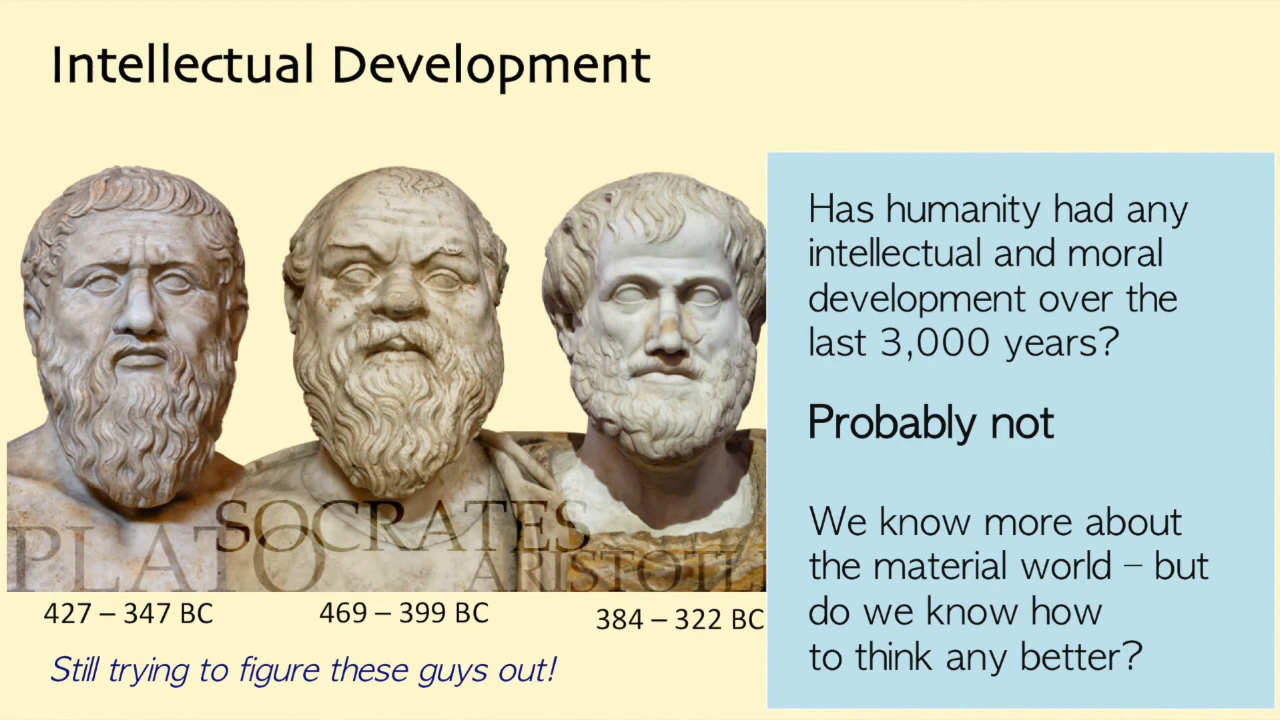 Intellectual Development
PLATO
SOCRATES
ARISTOTL
427 – 347 BC
469 – 399 BC
384 – 322 BC
Still trying to figure these guys out!
Has humanity had any
intellectual and moral
development over the
last 3,000 years?
Probably not
We know more about
the material world – but
do we know how
to think any better?